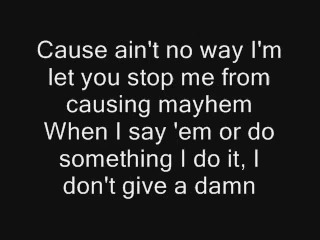 Cause ain't no way I'm
let you stop me from
causing mayhem
When I say 'em or do
something I do it, I
don't give a damn